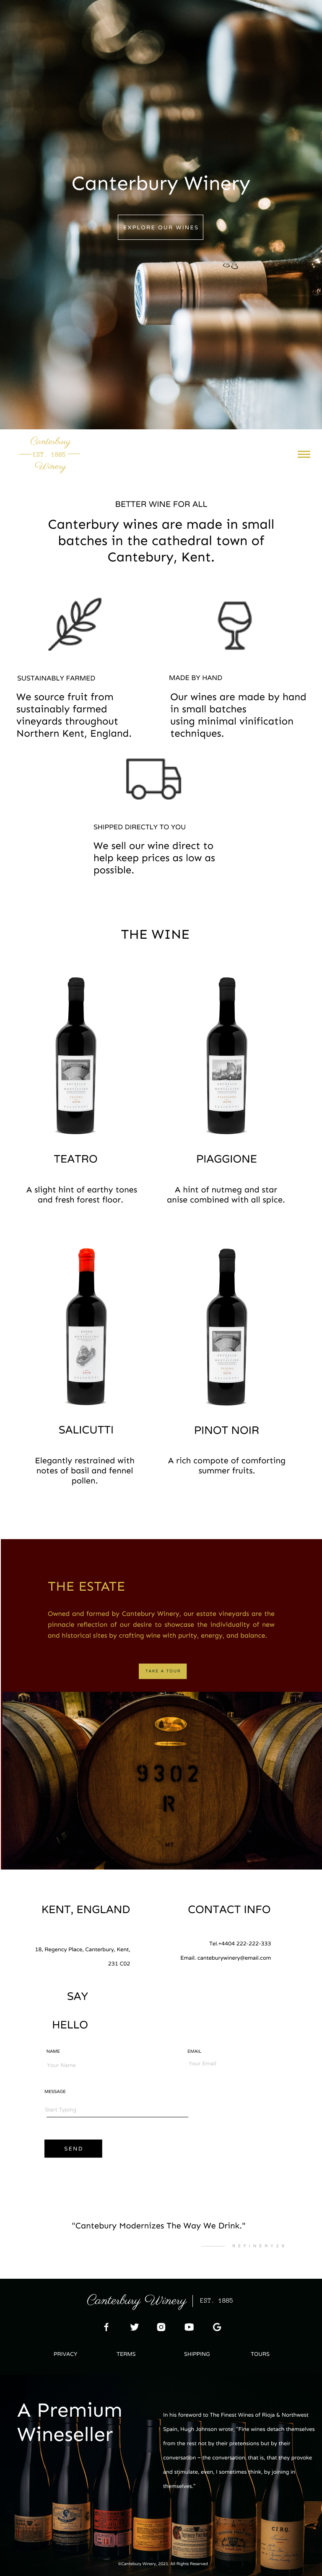 Canterbury Winery
EXPLORE OUR WINES
Canterbury
EST. 1885
Winery
BETTER WINE FOR ALL
Canterbury wines are made in small
batches in the cathedral town of
Cantebury, Kent.
SUSTAINABLY FARMED
We source fruit from
sustainably farmed
vineyards throughout
Northern Kent, England.
MADE BY HAND
Our wines are made by hand
in small batches
using minimal vinification
techniques.
SHIPPED DIRECTLY TO YOU
We sell our wine direct to
help keep prices as low as
possible.
THE WINE
TEATRO
A slight hint of earthy tones
and fresh forest floor.
PIAGGIONE
A hint of nutmeg and star
anise combined with all spice.
SALICUTTI
Elegantly restrained with
notes of basil and fennel
pollen.
PINOT NOIR
A rich compote of comforting
summer fruits.
THE ESTATE
Owned and farmed by Cantebury Winery, our estate vineyards are the
pinnacle reflection of our desire to showcase the individuality of new
and historical sites by crafting wine with purity, energy, and balance.
TAKE A TOUR
9302
R
KENT, ENGLAND
18, Regency Place, Canterbury, Kent,
231 C02
CONTACT INFO
Tel.+4404 222-222-333
Email. canteburywinery@email.com
SAY
HELLO
NAME
Your Name
EMAIL
Your Email
MESSAGE
Start Typing
SEND
"Cantebury Modernizes The Way We Drink."
REFINERY29
Canterbury Winery
EST. 1885
PRIVACY
TERMS
SHIPPING
TOURS
A Premium
Wineseller
In his foreword to The Finest Wines of Rioja & Northwest
Spain, Hugh Johnson wrote, "Fine wines detach themselves
from the rest not by their pretensions but by their
conversation – the conversation, that is, that they provoke
and stimulate, even, I sometimes think, by joining in
themselves."
CIRO
©Cantebury Winery, 2023. All Rights Reserved